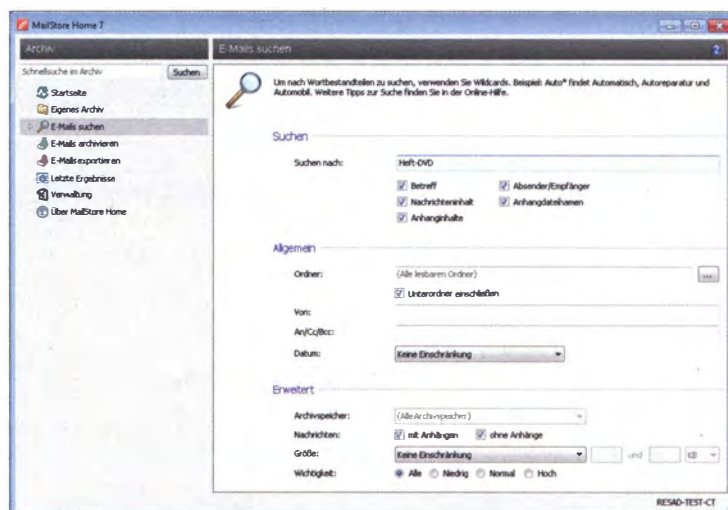 MailStore Home 7
Archiv
E-Mails suchen
2
Schnellsuche im Archiv
Suchen
Startseite
Eigenes Archiv
E-Mails suchen
E-Mails archivieren
E-Mails exportieren
Letzte Ergebnisse
Verwaltung
Über MailStore Home
Um nach Wortbestandteilen zu suchen, verwenden Sie Wildcards. Beispiel: Auto* findet Automatisch, Autoreparatur und
Automobil. Weitere Tipps zur Suche finden Sie in der Online-Hilfe.
Suchen
Suchen nach: Heft-DVD
Betreff Absender/Empfänger
Nachrichteninhalt Anhangdateinamen
Anhanginhalte
Allgemein
Ordner: (Alle lesbaren Ordner) ...
Unterordner einschließen
Von:
An/Cc/Bcc:
Datum: Keine Einschränkung
Erweitert
Archivspeicher: (Alle Archivspeicher)
Nachrichten: mit Anhängen ohne Anhänge
Größe: Keine Einschränkung und KB
Wichtigkeit: Alle Niedrig Normal Hoch
RESAD-TEST-CT